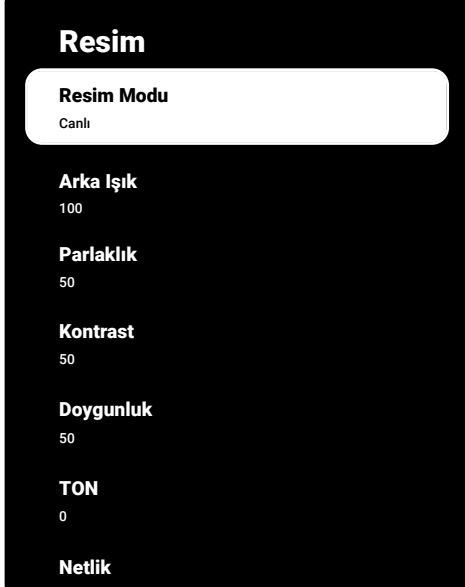 Resim
Resim Modu
Canlı
Arka Işık
100
Parlaklık
50
Kontrast
50
Doygunluk
50
TON
0
Netlik